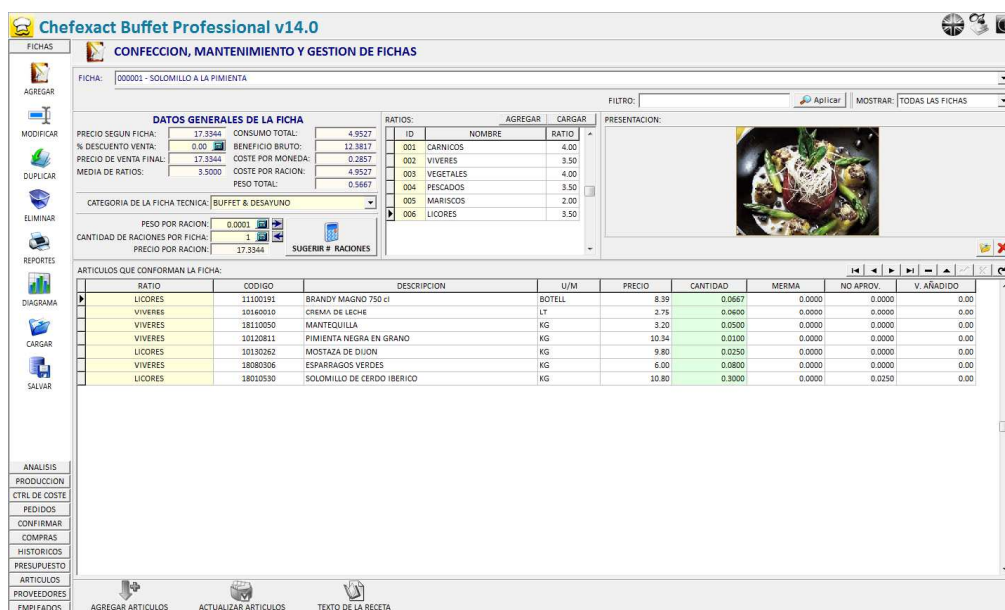 Chefexact Buffet Professional v14.0
FICHAS
CONFECCION, MANTENIMIENTO Y GESTION DE FICHAS
AGREGAR
MODIFICAR
DUPLICAR
ELIMINAR
REPORTES
DIAGRAMA
CARGAR
SALVAR
ANALISIS
PRODUCCION
CTRL DE COSTE
PEDIDOS
CONFIRMAR
COMPRAS
HISTORICOS
PRESUPUESTO
ARTICULOS
PROVEEDORES
EMPLEADOS
FICHA: 000001 - SOLOMILLO A LA PIMIENTA
FILTRO: Aplicar MOSTRAR: TODAS LAS FICHAS
DATOS GENERALES DE LA FICHA
PRECIO SEGUN FICHA: 17.3344 CONSUMO TOTAL: 4.9527
% DESCUENTO VENTA: 0.00 BENEFICIO BRUTO: 12.3817
PRECIO DE VENTA FINAL: 17.3344 COSTE POR MONEDA: 0.2857
MEDIA DE RATIOS: 3.5000 COSTE POR RACION: 4.9527
PESO TOTAL: 0.5667
CATEGORIA DE LA FICHA TECNICA: BUFFET & DESAYUNO
PESO POR RACION: 0.0001
CANTIDAD DE RACIONES POR FICHA: 1
PRECIO POR RACION: 17.3344 SUGERIR # RACIONES
RATIOS: AGREGAR CARGAR
ID NOMBRE RATIO
001 CARNICOS 4.00
002 VIVERES 3.50
003 VEGETALES 4.00
004 PESCADOS 3.50
005 MARISCOS 2.00
006 LICORES 3.50
PRESENTACION:
ARTICULOS QUE CONFORMAN LA FICHA:
RATIO CODIGO DESCRIPCION U/M PRECIO CANTIDAD MERMA NO APROV. V. AÑADIDO
LICORES 11100191 BRANDY MAGNO 750 cl BOTELL 8.39 0.0667 0.0000 0.0000 0.00
VIVERES 10160010 CREMA DE LECHE LT 2.75 0.0600 0.0000 0.0000 0.00
VIVERES 18110050 MANTEQUILLA KG 3.20 0.0500 0.0000 0.0000 0.00
VIVERES 10120811 PIMIENTA NEGRA EN GRANO KG 10.34 0.0100 0.0000 0.0000 0.00
LICORES 10130262 MOSTAZA DE DIJON KG 9.80 0.0250 0.0000 0.0000 0.00
VIVERES 18080306 ESPARRAGOS VERDES KG 6.00 0.0800 0.0000 0.0000 0.00
LICORES 18010530 SOLOMILLO DE CERDO IBERICO KG 10.80 0.3000 0.0000 0.0250 0.00
AGREGAR ARTICULOS ACTUALIZAR ARTICULOS TEXTO DE LA RECETA